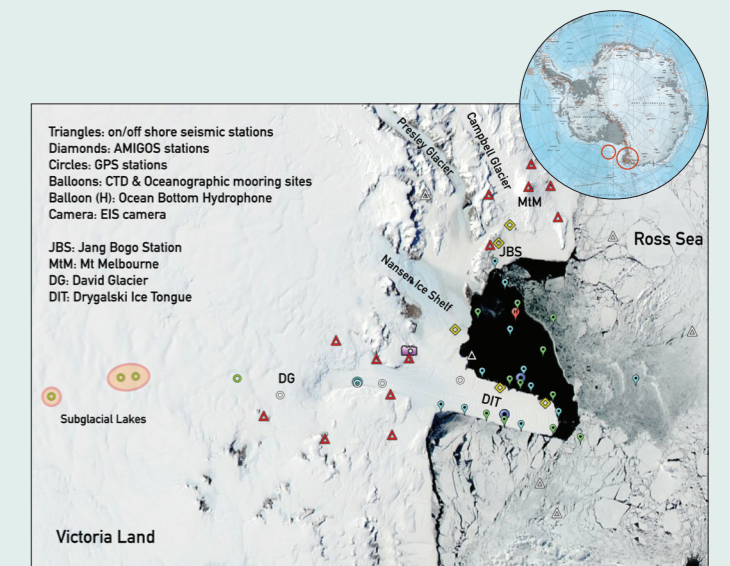 Triangles: on/off shore seismic stations
Diamonds: AMIGOS stations
Circles: GPS stations
Balloons: CTD & Oceanographic mooring sites
Balloon (H): Ocean Bottom Hydrophone
Camera: EIS camera
JBS: Jang Bogo Station
MtM: Mt Melbourne
DG: David Glacier
DIT: Drygalski Ice Tongue
Presley Glacier
Campbell Glacier
MtM
Ross Sea
JBS
Nansen Ice Shelf
DG
DIT
Subglacial Lakes
Victoria Land